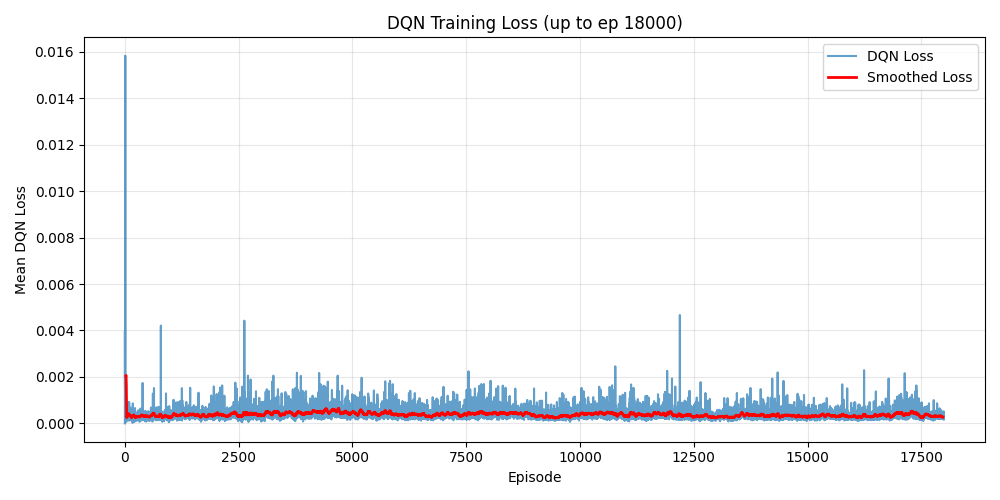 DQN Training Loss (up to ep 18000)
DQN Loss
Smoothed Loss
Mean DQN Loss
0.016
0.014
0.012
0.010
0.008
0.006
0.004
0.002
0.000
0 2500 5000 7500 10000 12500 15000 17500
Episode